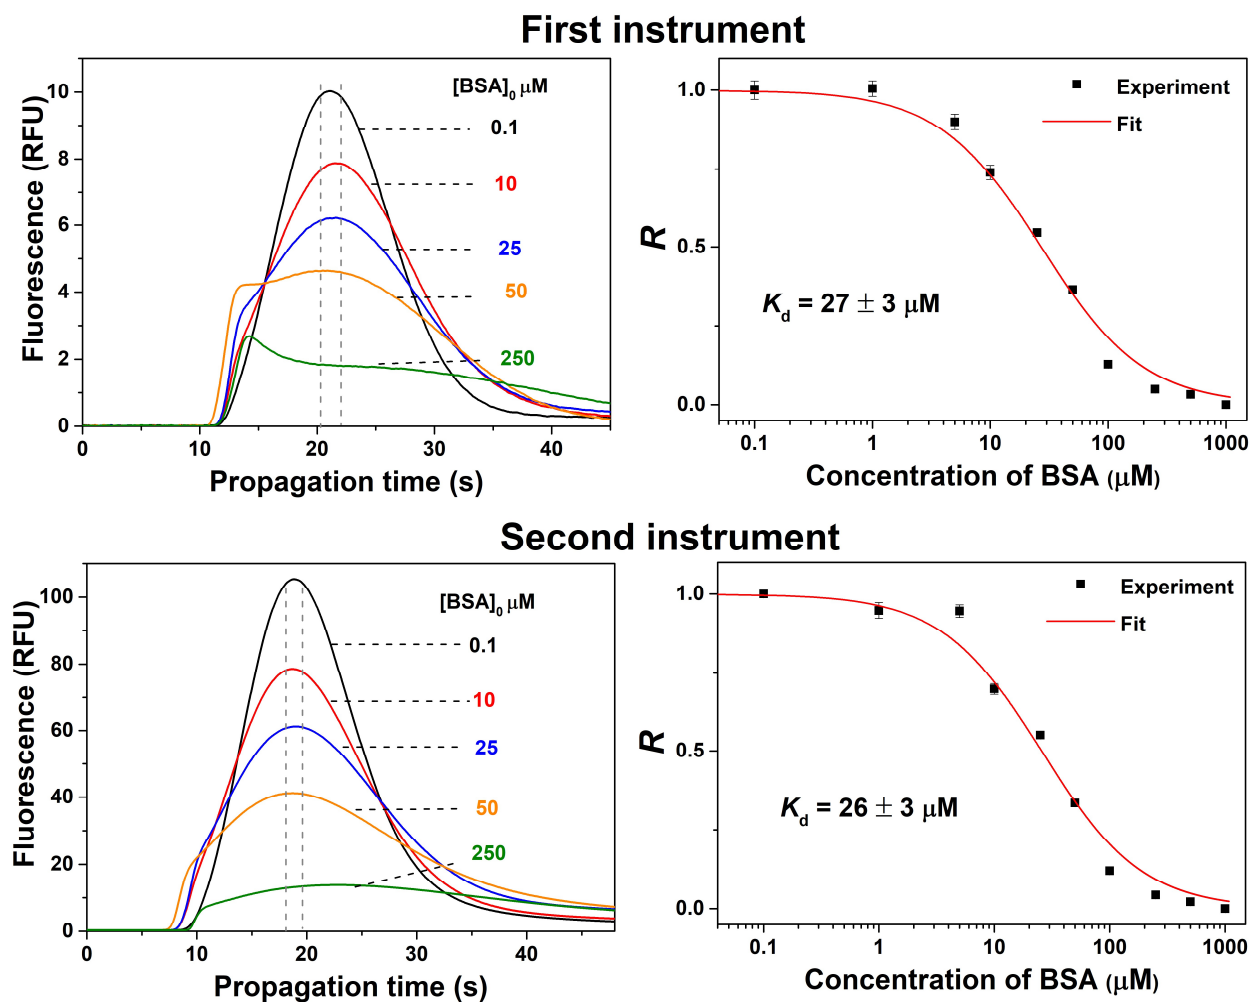 First instrument
Fluorescence (RFU)
10
8
6
4
2
0
[BSA]0 μM
0.1
10
25
50
250
0
10
20
30
40
Propagation time (s)
R
1.0
0.5
0.0
Experiment
Fit
Kd = 27 ± 3 μM
0.1
1
10
100
1000
Concentration of BSA (μM)
Second instrument
Fluorescence (RFU)
100
80
60
40
20
0
[BSA]0 μM
0.1
10
25
50
250
0
10
20
30
40
Propagation time (s)
R
1.0
0.5
0.0
Experiment
Fit
Kd = 26 ± 3 μM
0.1
1
10
100
1000
Concentration of BSA (μM)